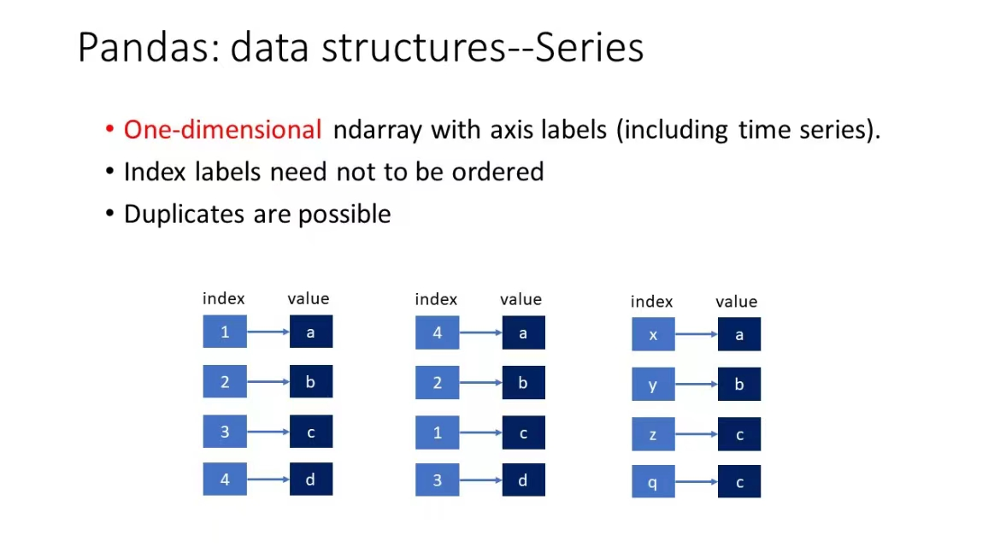 Pandas: data structures--Series
• One-dimensional ndarray with axis labels (including time series).
• Index labels need not to be ordered
• Duplicates are possible
index value
1 a
2 b
3 c
4 d
index value
4 a
2 b
1 c
3 d
index value
x a
y b
z c
q c